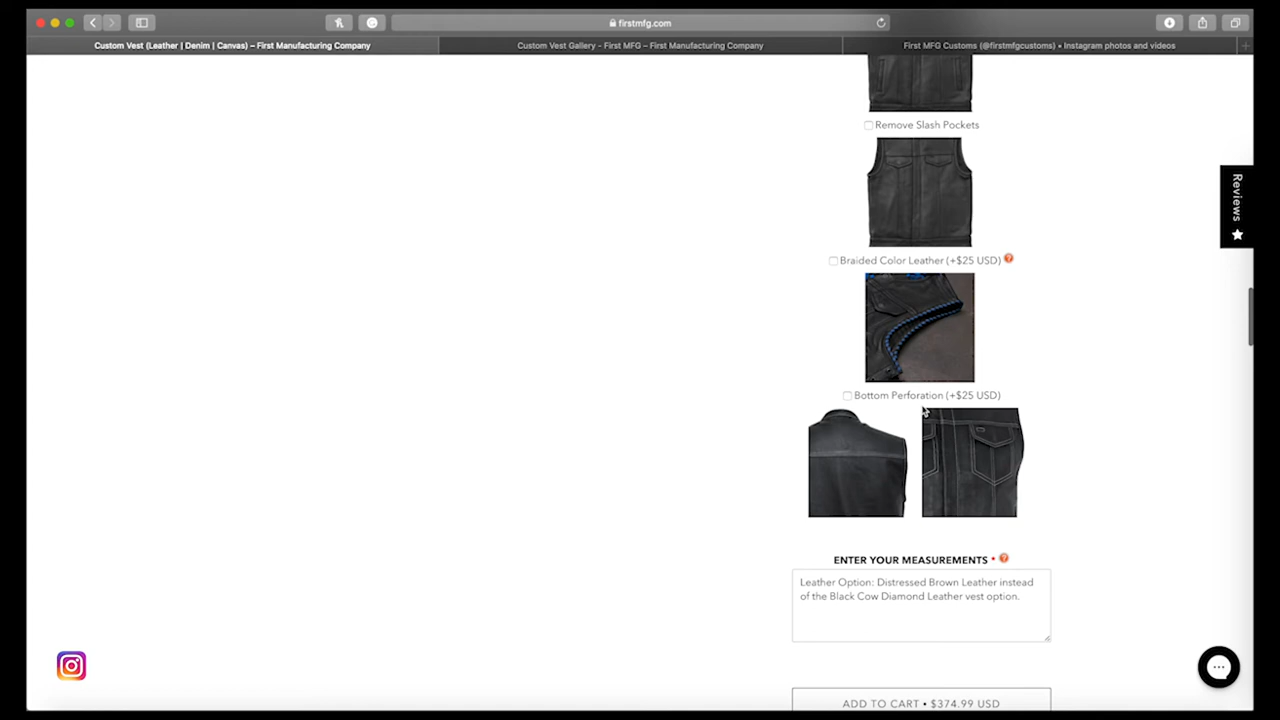 firstmfg.com
Custom Vest (Leather | Denim | Canvas) – First Manufacturing Company
Custom Vest Gallery - First MFG – First Manufacturing Company
First MFG Customs (@firstmfgcustoms) • Instagram photos and videos
Remove Slash Pockets
Reviews
Braided Color Leather (+$25 USD) ?
Bottom Perforation (+$25 USD)
ENTER YOUR MEASUREMENTS * ?
Leather Option: Distressed Brown Leather instead
of the Black Cow Diamond Leather vest option.
ADD TO CART • $374.99 USD